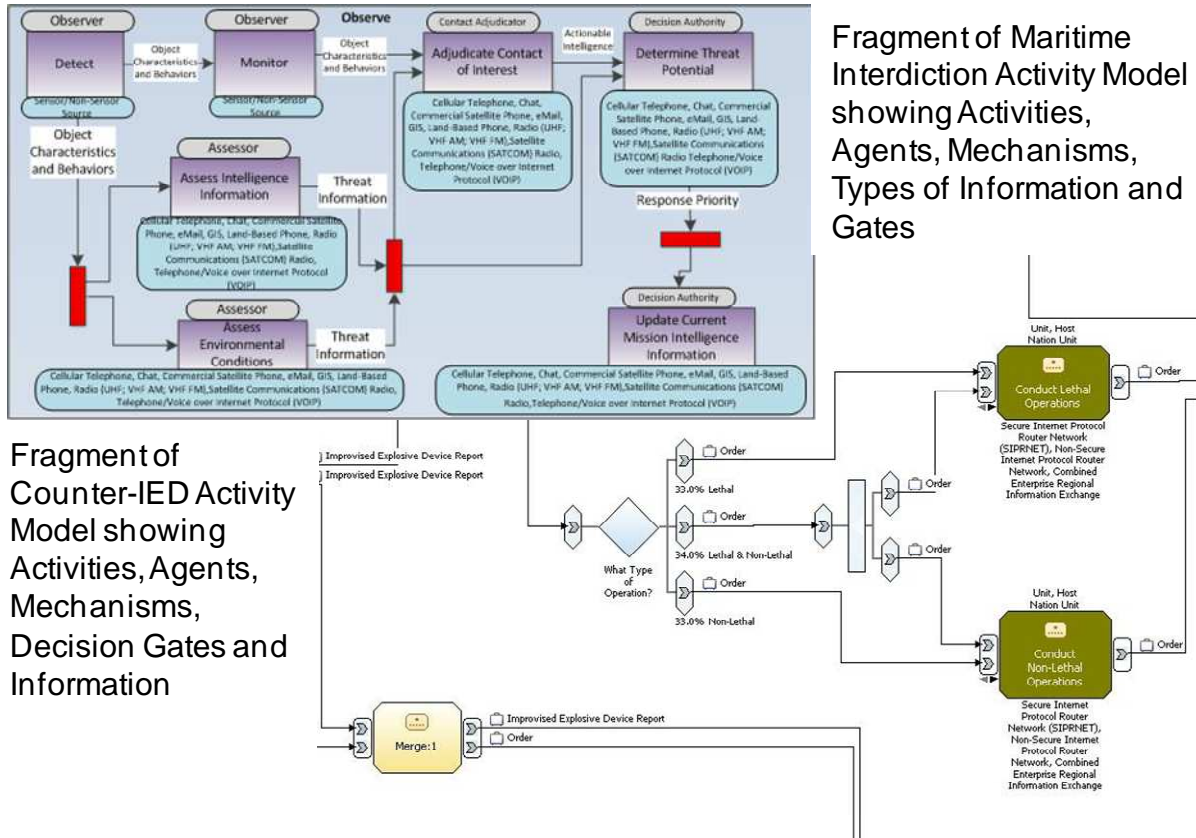 Observer
Detect
Sensor/Non-Sensor
Source
Object
Characteristics
and Behaviors
Observer
Monitor
Sensor/Non-Sensor
Source
Observe
Object
Characteristics
and Behaviors
Contact Adjudicator
Adjudicate Contact
of Interest
Cellular Telephone, Chat,
Commercial Satellite Phone, eMail,
GIS, Land-Based Phone, Radio (UHF;
VHF AM; VHF FM),Satellite
Communications (SATCOM) Radio,
Telephone/Voice over Internet
Protocol (VOIP)
Actionable
Intelligence
Decision Authority
Determine Threat
Potential
Cellular Telephone, Chat, Commercial
Satellite Phone, eMail, GIS, Land-
Based Phone, Radio (UHF; VHF AM;
VHF FM),Satellite Communications
(SATCOM) Radio Telephone/Voice
over Internet Protocol (VOIP)
Object
Characteristics
and Behaviors
Assessor
Assess Intelligence
Information
Cellular Telephone, Chat, Commercial Satellite
Phone, eMail, GIS, Land-Based Phone, Radio
(UHF; VHF AM; VHF FM),Satellite
Communications (SATCOM) Radio,
Telephone/Voice over Internet Protocol
(VOIP)
Threat
Information
Response Priority
Assessor
Assess
Environmental
Conditions
Threat
Information
Cellular Telephone, Chat, Commercial Satellite Phone, eMail, GIS, Land-Based
Phone, Radio (UHF; VHF AM; VHF FM),Satellite Communications (SATCOM) Radio,
Telephone/Voice over Internet Protocol (VOIP)
Decision Authority
Update Current
Mission Intelligence
Information
Cellular Telephone, Chat, Commercial Satellite Phone, eMail, GIS, Land-Based
Phone, Radio (UHF; VHF AM; VHF FM),Satellite Communications (SATCOM)
Radio,Telephone/Voice over Internet Protocol (VOIP)
Fragment of Maritime
Interdiction Activity Model
showing Activities,
Agents, Mechanisms,
Types of Information and
Gates
Fragment of
Counter-IED Activity
Model showing
Activities, Agents,
Mechanisms,
Decision Gates and
Information
Improvised Explosive Device Report
Improvised Explosive Device Report
What Type
of
Operation?
Order
33.0% Lethal
Order
34.0% Lethal & Non-Lethal
Order
33.0% Non-Lethal
Order
Order
Unit, Host
Nation Unit
Conduct Lethal
Operations
Order
Secure Internet Protocol
Router Network
(SIPRNET), Non-Secure
Internet Protocol Router
Network, Combined
Enterprise Regional
Information Exchange
Unit, Host
Nation Unit
Conduct
Non-Lethal
Operations
Order
Secure Internet
Protocol Router
Network (SIPRNET),
Non-Secure Internet
Protocol Router
Network, Combined
Enterprise Regional
Information Exchange
Merge:1
Improvised Explosive Device Report
Order